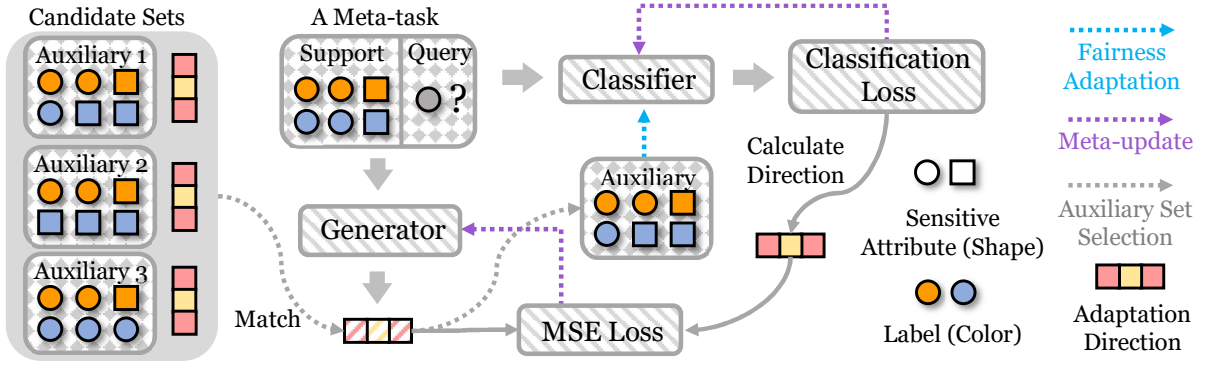 Candidate Sets
Auxiliary 1
Auxiliary 2
Auxiliary 3
A Meta-task
Support
Query
?
Generator
Match
Classifier
Auxiliary
MSE Loss
Classification
Loss
Calculate
Direction
Sensitive
Attribute (Shape)
Label (Color)
Fairness
Adaptation
Meta-update
Auxiliary Set
Selection
Adaptation
Direction